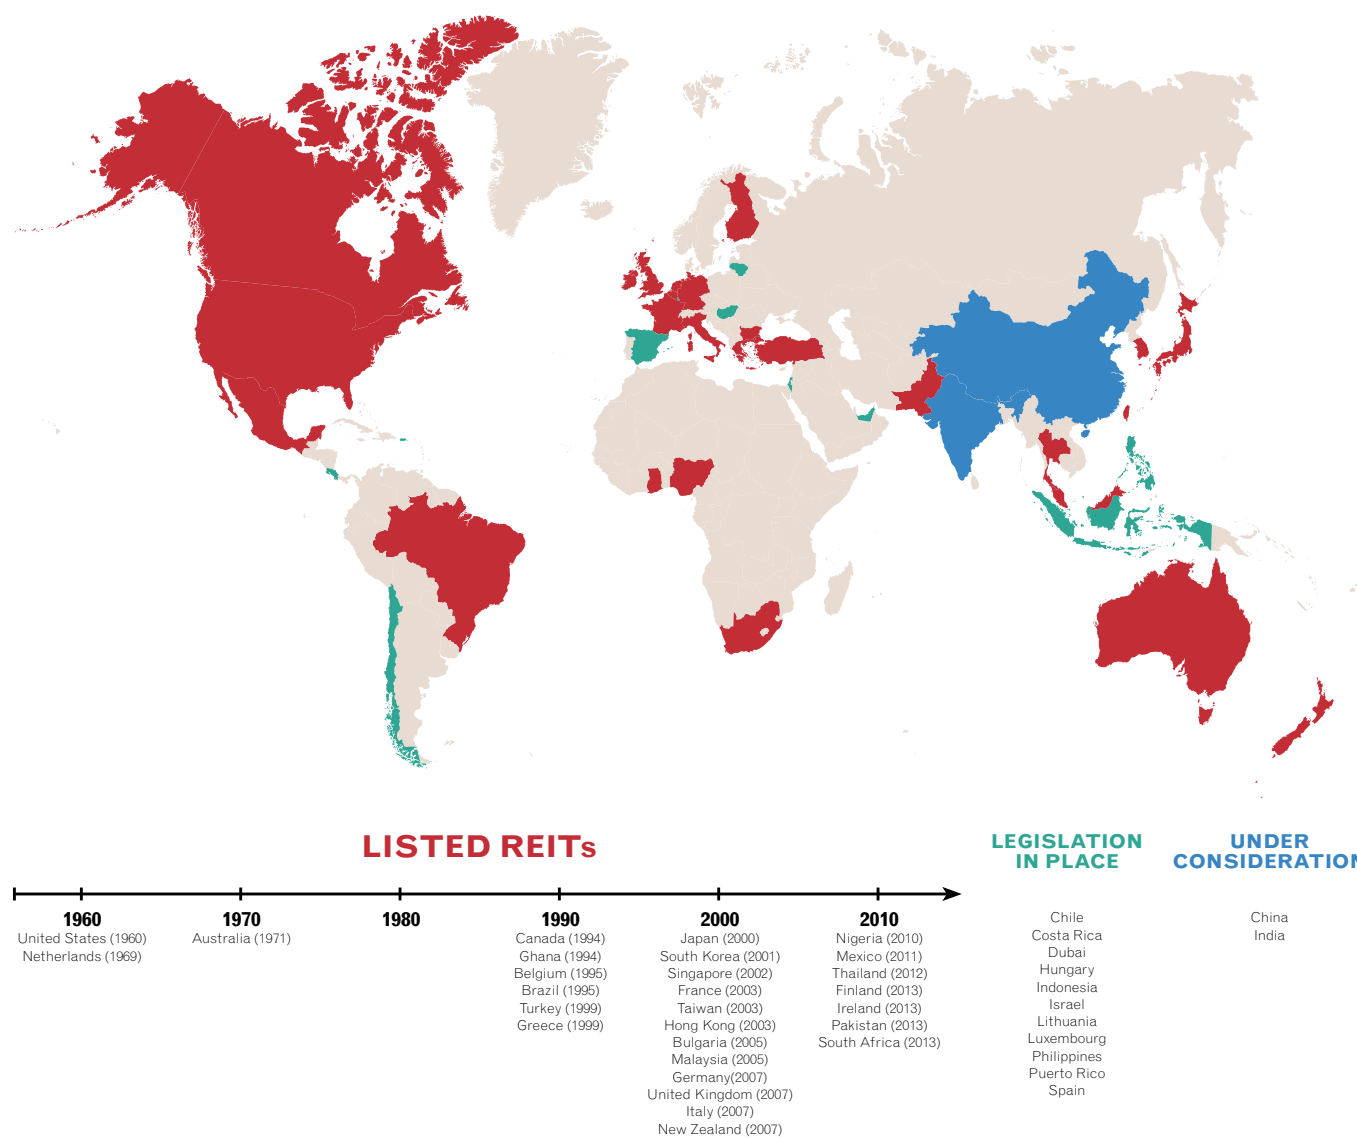 LISTED REITs
LEGISLATION
IN PLACE
UNDER
CONSIDERATION
1960
1970
1980
1990
2000
2010
United States (1960)
Netherlands (1969)
Australia (1971)
Canada (1994)
Ghana (1994)
Belgium (1995)
Brazil (1995)
Turkey (1999)
Greece (1999)
Japan (2000)
South Korea (2001)
Singapore (2002)
France (2003)
Taiwan (2003)
Hong Kong (2003)
Bulgaria (2005)
Malaysia (2005)
Germany(2007)
United Kingdom (2007)
Italy (2007)
New Zealand (2007)
Nigeria (2010)
Mexico (2011)
Thailand (2012)
Finland (2013)
Ireland (2013)
Pakistan (2013)
South Africa (2013)
Chile
Costa Rica
Dubai
Hungary
Indonesia
Israel
Lithuania
Luxembourg
Philippines
Puerto Rico
Spain
China
India